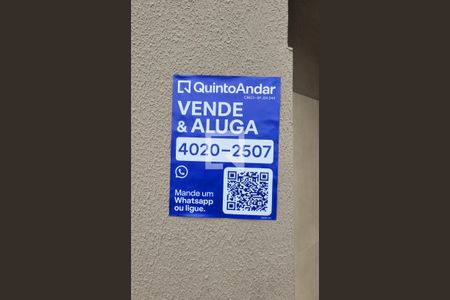 QuintoAndar
VENDE
& ALUGA
4020-2507
Mande um
Whatsapp
ou ligue.